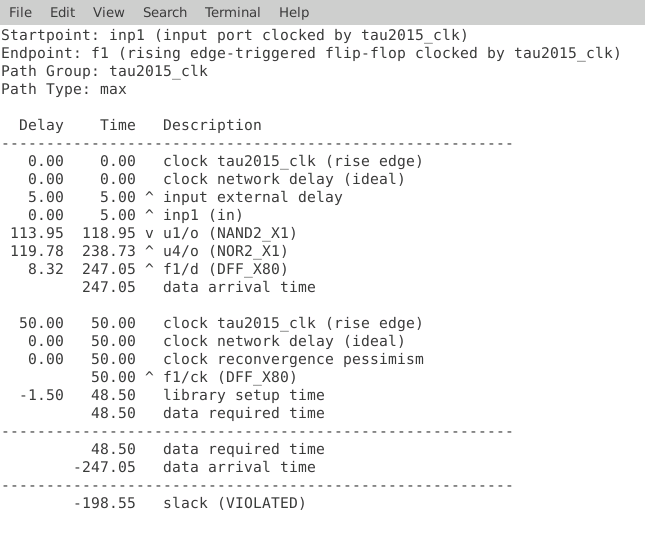 File Edit View Search Terminal Help
Startpoint: inp1 (input port clocked by tau2015_clk)
Endpoint: f1 (rising edge-triggered flip-flop clocked by tau2015_clk)
Path Group: tau2015_clk
Path Type: max
  Delay    Time   Description
---------------------------------------------------------
   0.00    0.00   clock tau2015_clk (rise edge)
   0.00    0.00   clock network delay (ideal)
   5.00    5.00 ^ input external delay
   0.00    5.00 ^ inp1 (in)
 113.95  118.95 v u1/o (NAND2_X1)
 119.78  238.73 ^ u4/o (NOR2_X1)
   8.32  247.05 ^ f1/d (DFF_X80)
         247.05   data arrival time
  50.00   50.00   clock tau2015_clk (rise edge)
   0.00   50.00   clock network delay (ideal)
   0.00   50.00   clock reconvergence pessimism
          50.00 ^ f1/ck (DFF_X80)
  -1.50   48.50   library setup time
          48.50   data required time
---------------------------------------------------------
          48.50   data required time
        -247.05   data arrival time
---------------------------------------------------------
        -198.55   slack (VIOLATED)